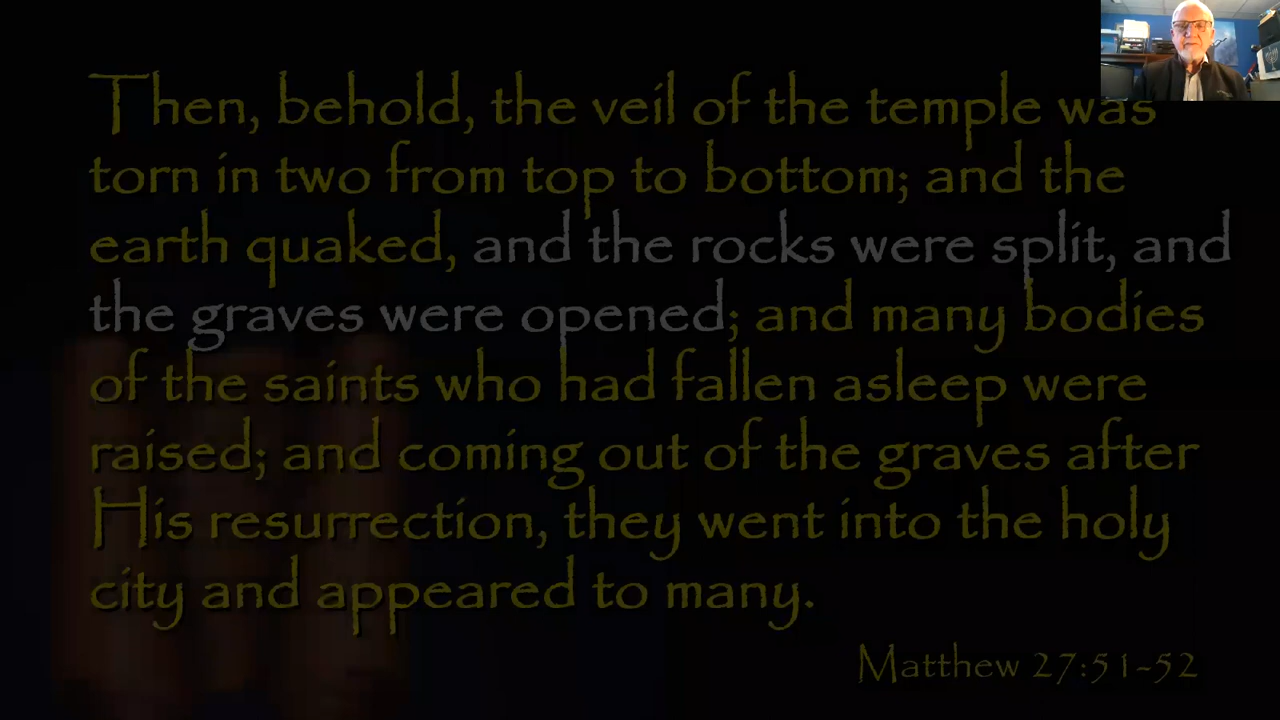 Then, behold, the veil of the temple was
torn in two from top to bottom; and the
earth quaked, and the rocks were split, and
the graves were opened; and many bodies
of the saints who had fallen asleep were
raised; and coming out of the graves after
His resurrection, they went into the holy
city and appeared to many.
Matthew 27:51-52